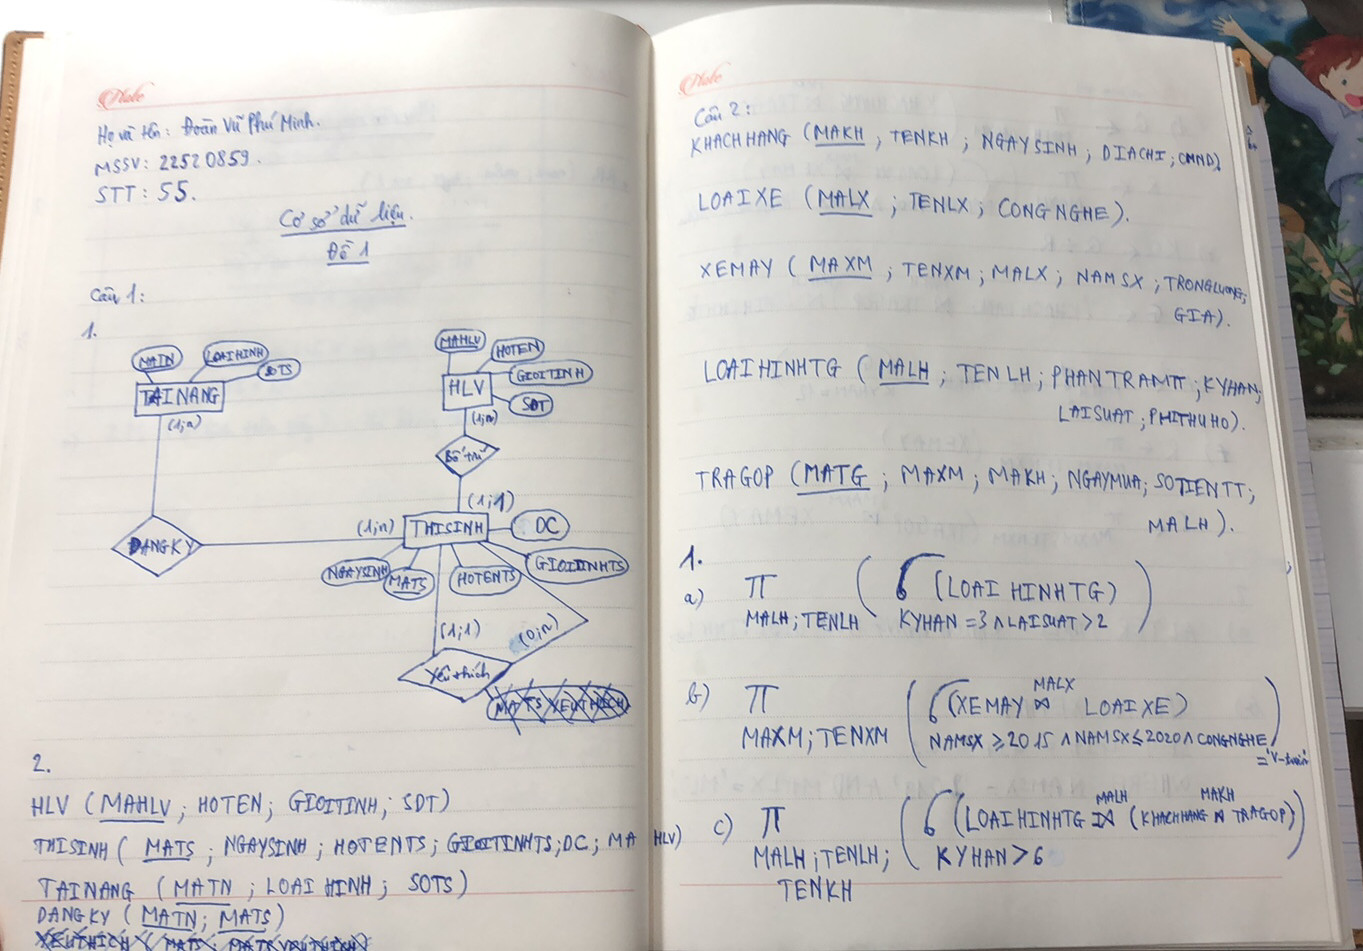 Note
Họ và tên: Đoàn Vũ Phú Minh.
MSSV: 22520859.
STT: 55.
Cơ sở dữ liệu.
Đề 1
Câu 1:
1.
MATN
LOAIHINH
SOTS
TAINANG
(1;n)
MAHLV
HOTEN
GIOITINH
SĐT
HLV
(1;n)
Bố trí
(1;1)
(1;n)
THISINH
DC
GIOITINHTS
NGAYSINH
MATS
HOTENTS
DANGKY
(1;1)
(0;n)
Yêu thích
2.
HLV (MAHLV; HOTEN; GIOITINH; SDT)
THISINH (MATS; NGAYSINH; HOTENTS; GIOITINHTS; DC; MAHLV)
TAINANG (MATN; LOAIHINH; SOTS)
DANGKY (MATN; MATS)
Note
Câu 2:
KHACHHANG (MAKH; TENKH; NGAYSINH; DIACHI; CMND)
LOAIXE (MALX; TENLX; CONGNGHE).
XEMAY (MAXM; TENXM; MALX; NAMSX; TRONGLUONG;
GIA).
LOAIHINHTG (MALH; TENLH; PHANTRAMTT; KYHAN;
LAISUAT; PHITHUHO).
TRAGOP (MATG; MAXM; MAKH; NGAYMUA; SOTIENTT;
MALH).
1.
a) π (σ (LOAIHINHTG))
MALH; TENLH KYHAN = 3 ∧ LAISUAT > 2
MALX
b) π (σ (XEMAY ⋈ LOAIXE))
MAXM; TENXM NAMSX ≥ 2015 ∧ NAMSX ≤ 2020 ∧ CONGNGHE
= 'V-twin'
MALH MAKH
c) π (σ (LOAIHINHTG ⋈ (KHACHHANG ⋈ TRAGOP)))
MALH; TENLH; KYHAN > 6
TENKH